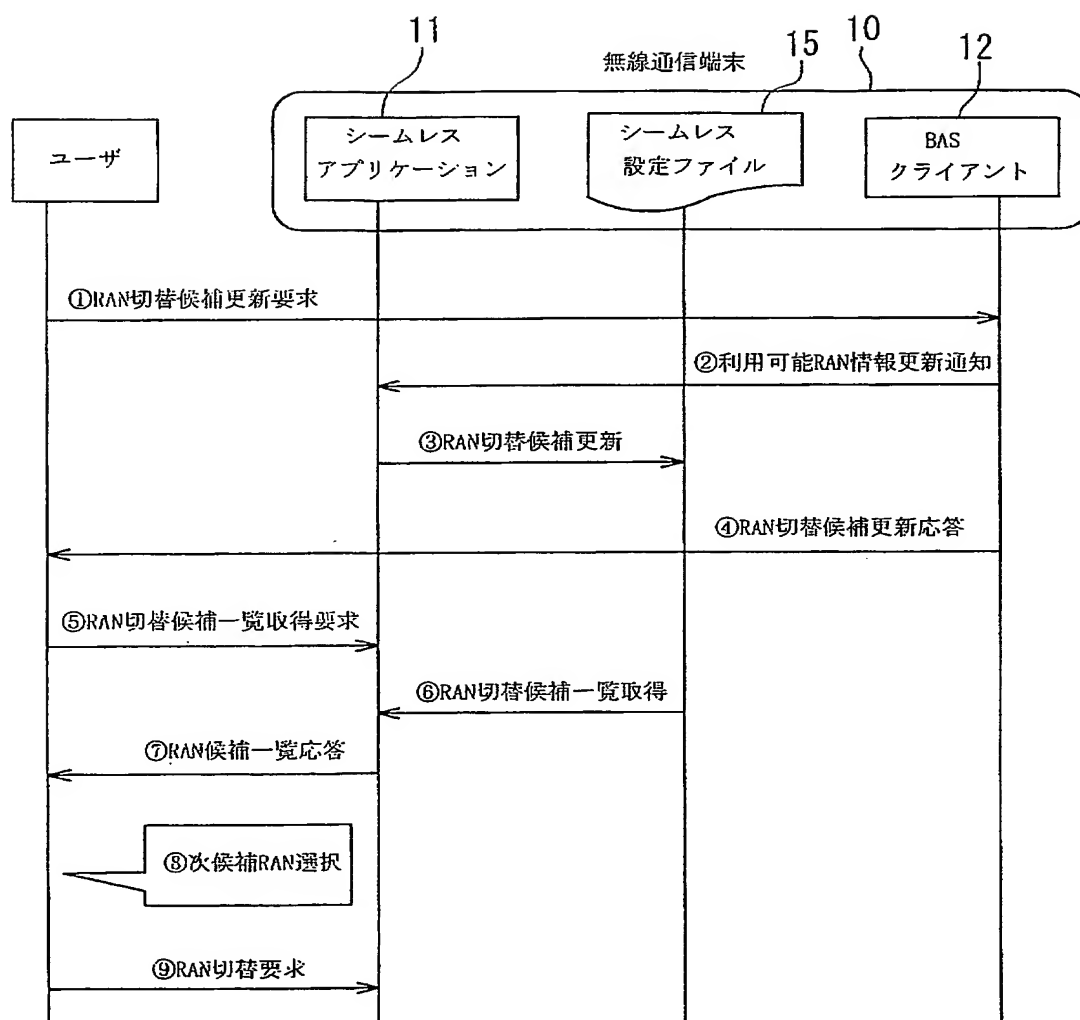 11
無線通信端末
15
10
12
ユーザ
シームレス
アプリケーション
シームレス
設定ファイル
BAS
クライアント
①RAN切替候補更新要求
②利用可能RAN情報更新通知
③RAN切替候補更新
④RAN切替候補更新応答
⑤RAN切替候補一覧取得要求
⑥RAN切替候補一覧取得
⑦RAN候補一覧応答
⑧次候補RAN選択
⑨RAN切替要求